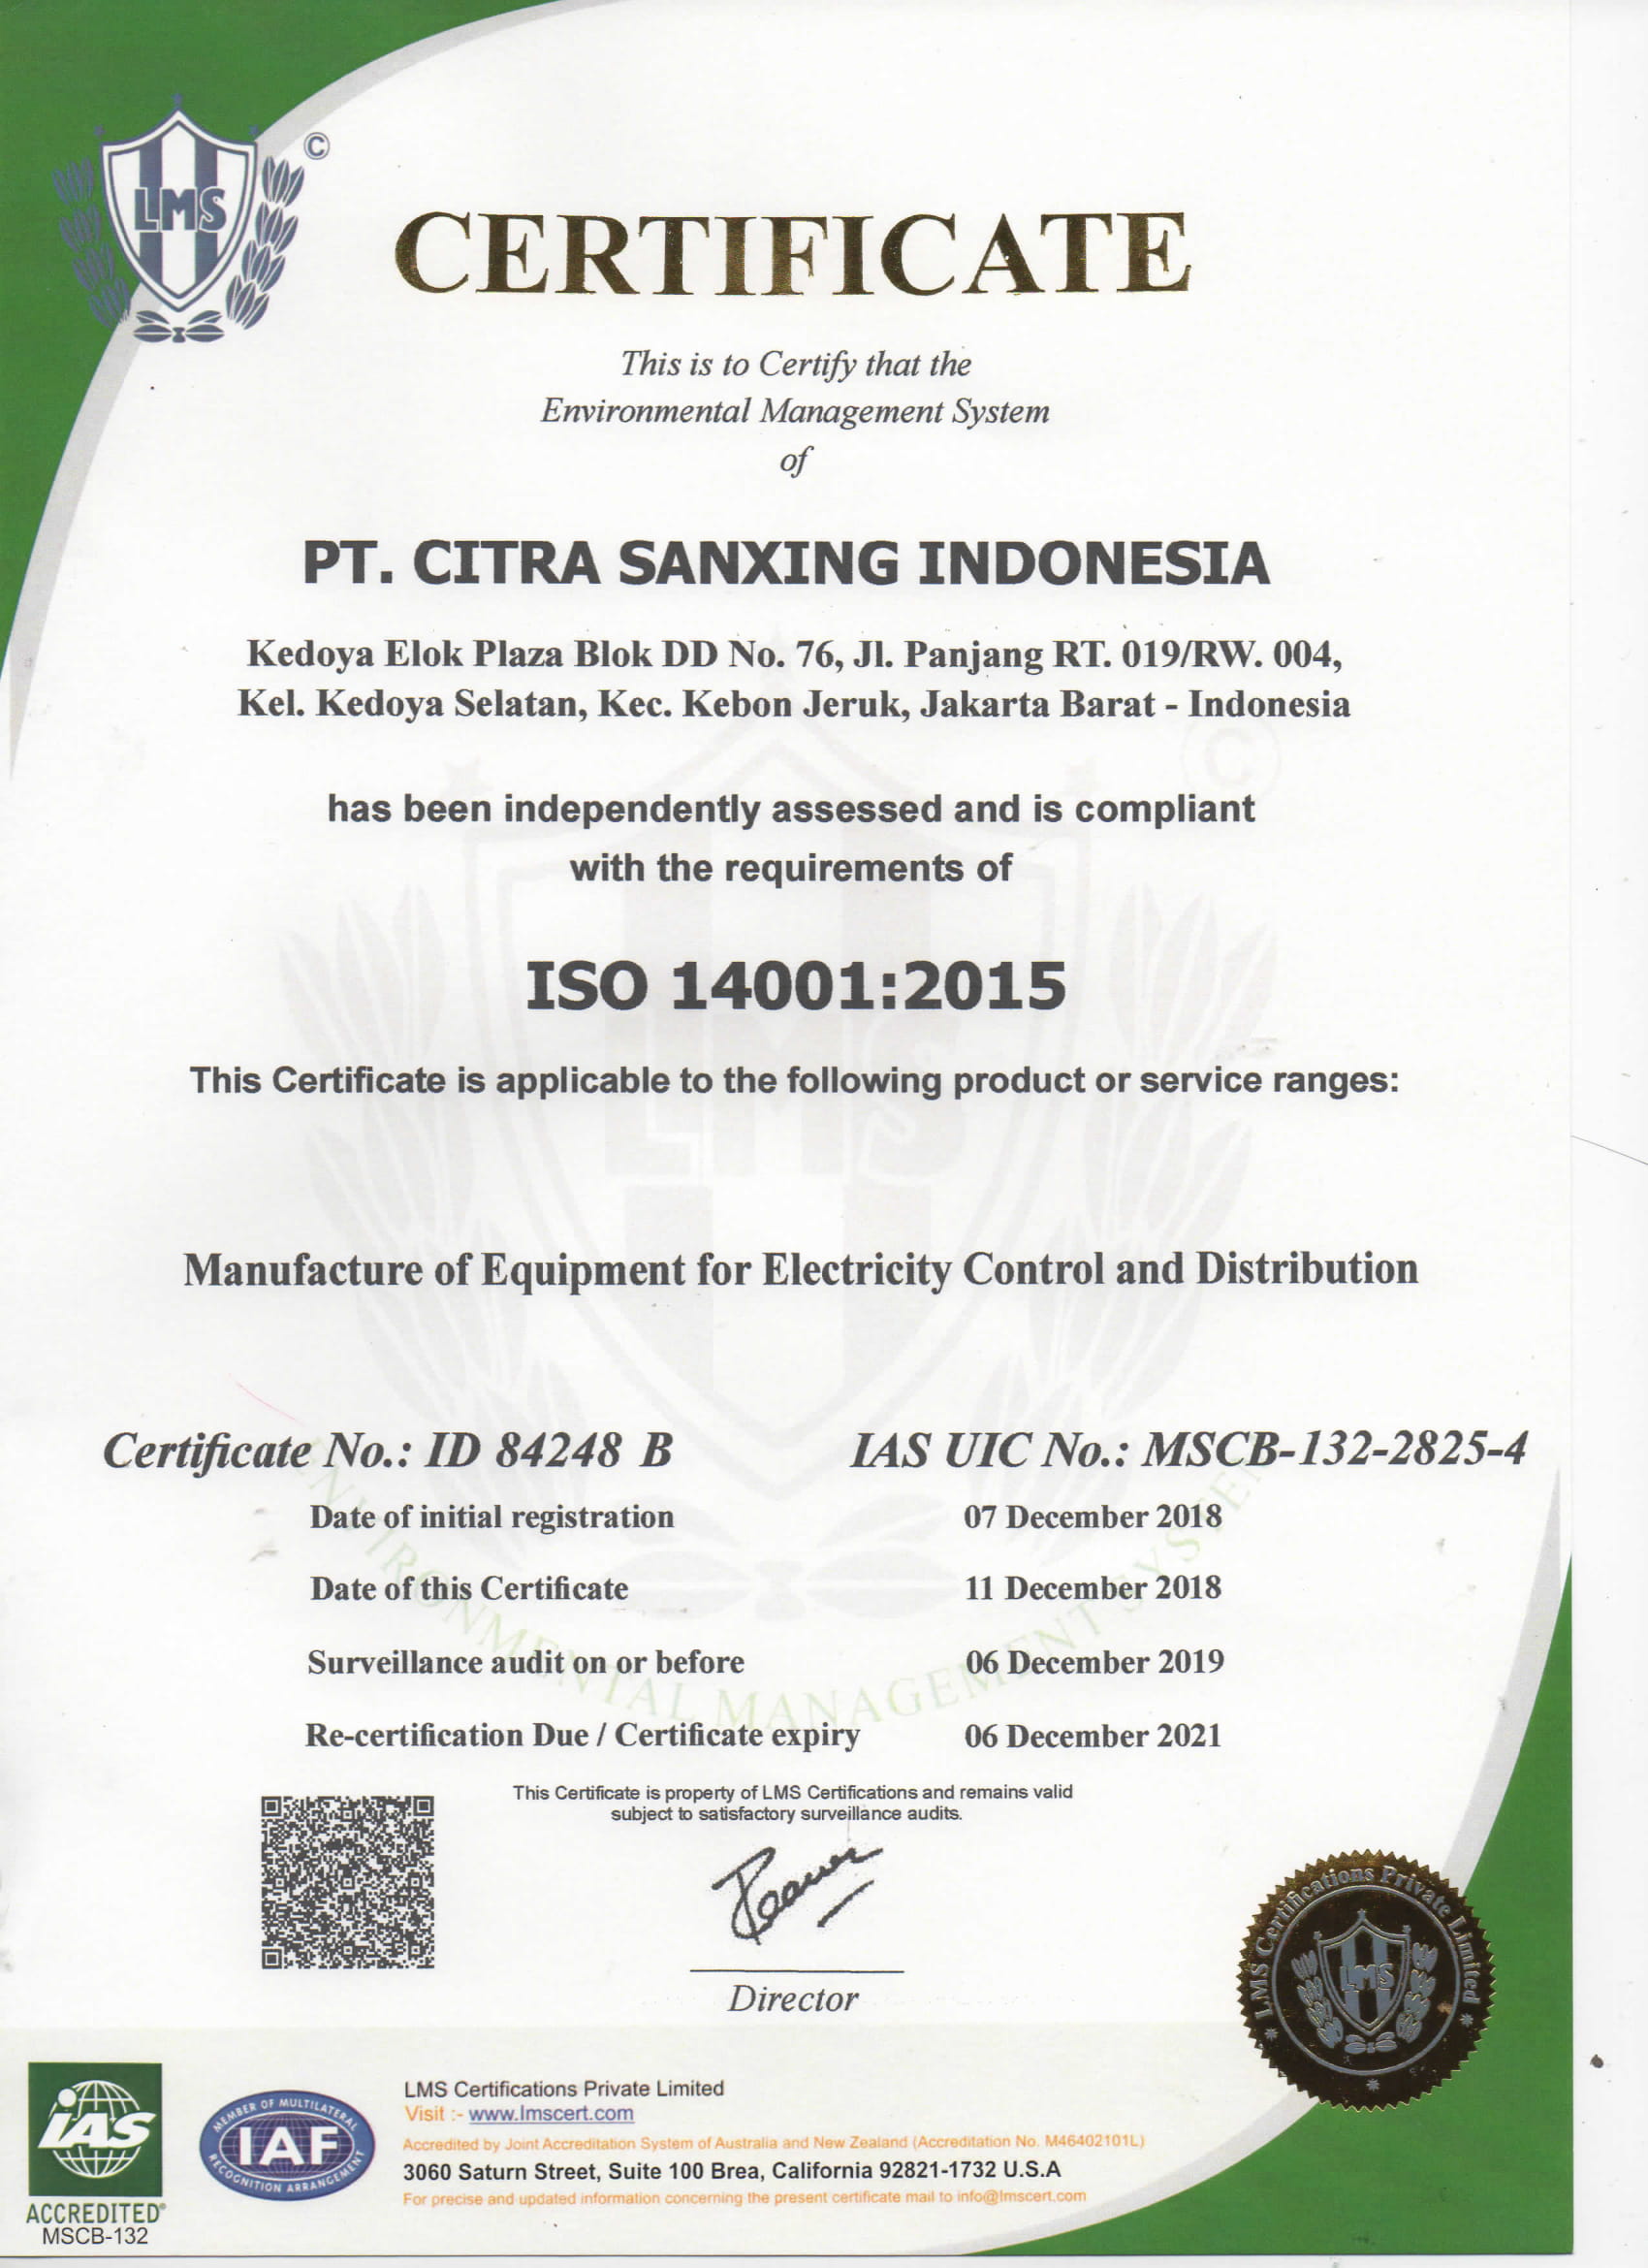 LMS
©
CERTIFICATE
This is to Certify that the
Environmental Management System
of
PT. CITRA SANXING INDONESIA
Kedoya Elok Plaza Blok DD No. 76, Jl. Panjang RT. 019/RW. 004,
Kel. Kedoya Selatan, Kec. Kebon Jeruk, Jakarta Barat - Indonesia
has been independently assessed and is compliant
with the requirements of
ISO 14001:2015
This Certificate is applicable to the following product or service ranges:
Manufacture of Equipment for Electricity Control and Distribution
Certificate No.: ID 84248 B IAS UIC No.: MSCB-132-2825-4
Date of initial registration 07 December 2018
Date of this Certificate 11 December 2018
Surveillance audit on or before 06 December 2019
Re-certification Due / Certificate expiry 06 December 2021
ENVIRONMENTAL MANAGEMENT SYSTEM
This Certificate is property of LMS Certifications and remains valid
subject to satisfactory surveillance audits.
Director
LMS Certifications Private Limited
LMS
IAS
ACCREDITED®
MSCB-132
MEMBER OF MULTILATERAL
IAF
RECOGNITION ARRANGEMENT
LMS Certifications Private Limited
Visit :- www.lmscert.com
Accredited by Joint Accreditation System of Australia and New Zealand (Accreditation No. M46402101L)
3060 Saturn Street, Suite 100 Brea, California 92821-1732 U.S.A
For precise and updated information concerning the present certificate mail to info@lmscert.com